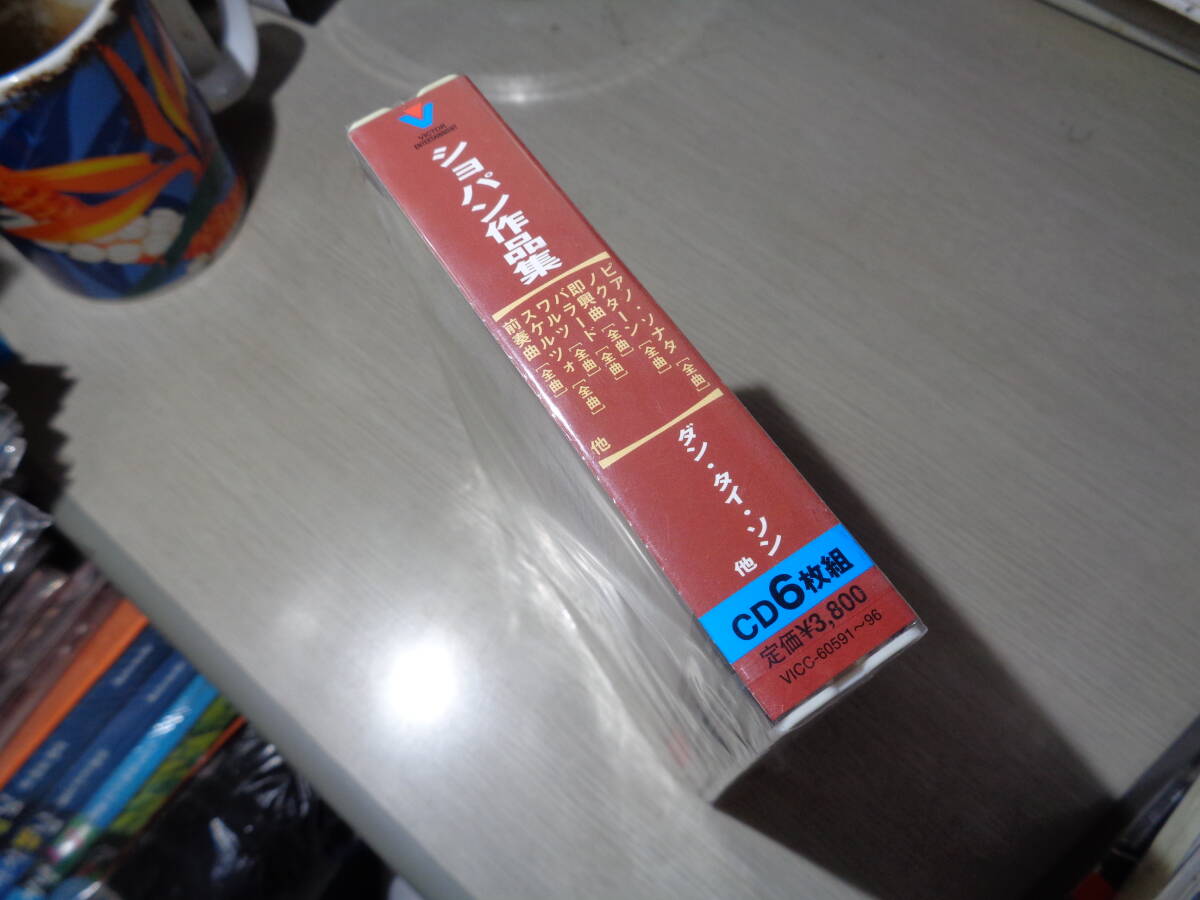 VICTOR
ENTERTAINMENT
ショパン作品集
ピアノ・ソナタ［全曲］
ノクターン［全曲］
即興曲［全曲］
バラード［全曲］
スケルツォ［全曲］
ワルツ［全曲］
前奏曲［全曲］他
ダン・タイ・ソン
他
CD6枚組
定価¥3,800
VICC-60591～96